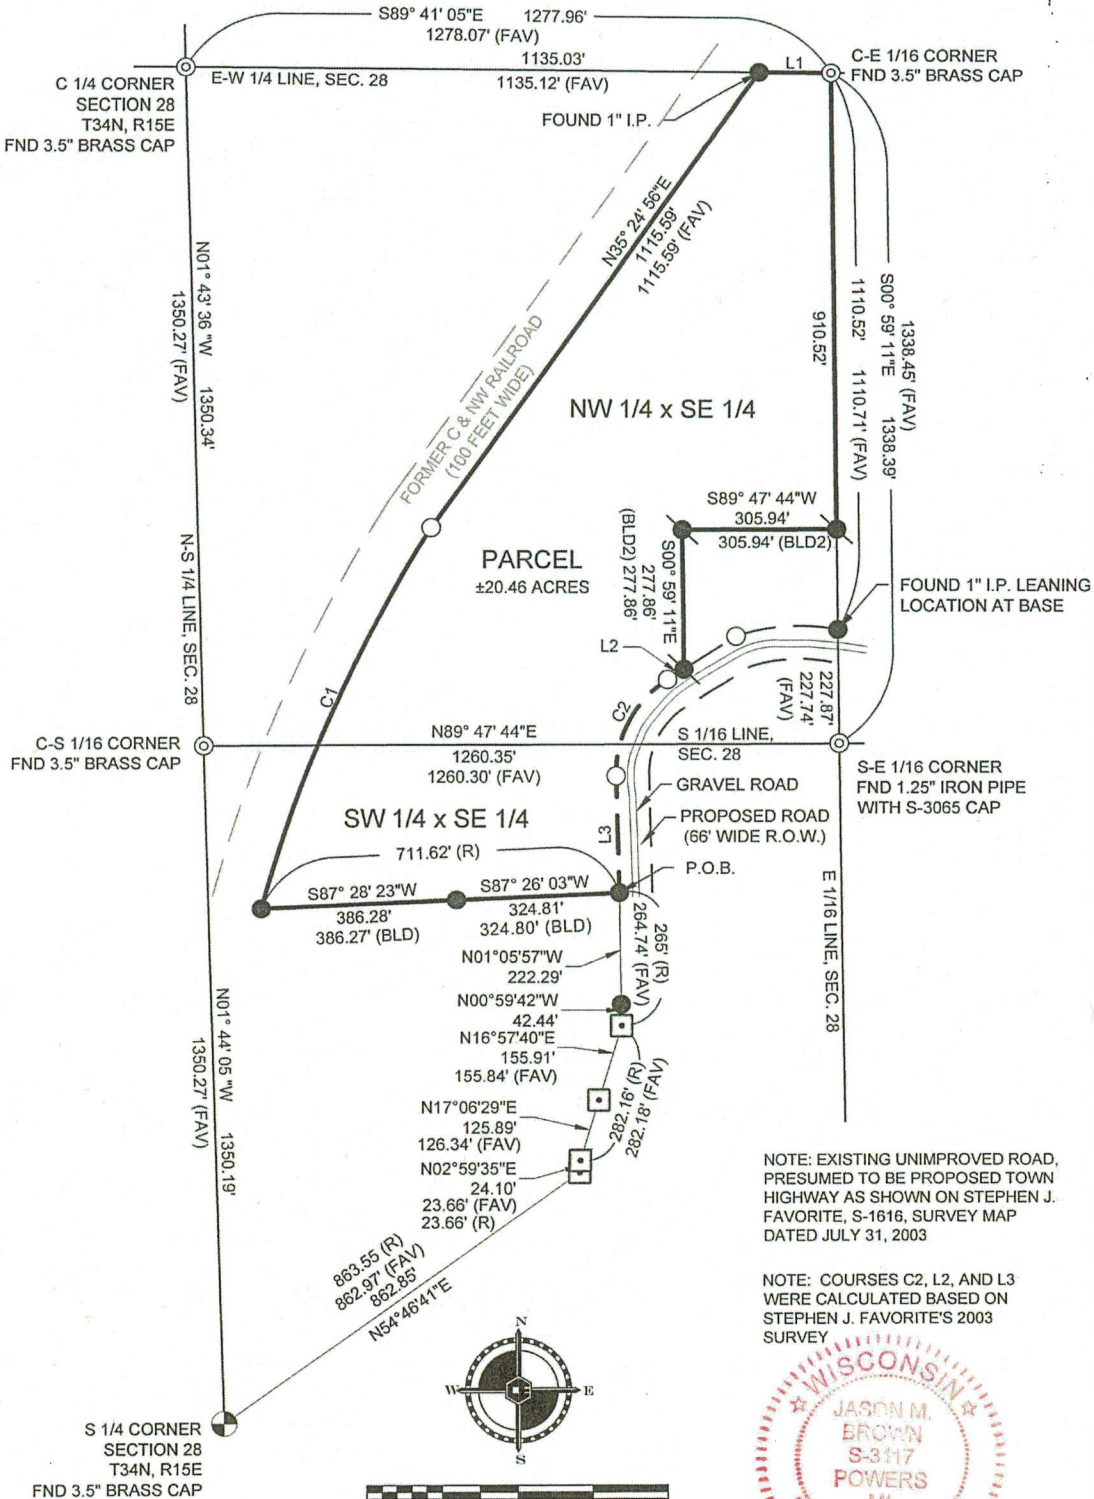 S89° 41' 05"E 1277.96'
1278.07' (FAV)
1135.03'
1135.12' (FAV)
E-W 1/4 LINE, SEC. 28
L1
C 1/4 CORNER
SECTION 28
T34N, R15E
FND 3.5" BRASS CAP
C-E 1/16 CORNER
FND 3.5" BRASS CAP
FOUND 1" I.P.
N35° 24' 56"E
1115.59'
1115.59' (FAV)
N01° 43' 36 "W 1350.34'
1350.27' (FAV)
FORMER C & NW RAILROAD
(100 FEET WIDE)
910.52'
1110.52' 1110.71' (FAV)
S00° 59' 11"E 1338.39'
1338.45' (FAV)
NW 1/4 x SE 1/4
S89° 47' 44"W
305.94'
305.94' (BLD2)
N-S 1/4 LINE, SEC. 28
PARCEL
±20.46 ACRES
S00° 59' 11"E
277.86'
(BLD2) 277.86'
FOUND 1" I.P. LEANING
LOCATION AT BASE
L2
C1
C2
227.87'
227.74'
(FAV)
C-S 1/16 CORNER
FND 3.5" BRASS CAP
N89° 47' 44"E
1260.35'
1260.30' (FAV)
S 1/16 LINE,
SEC. 28
S-E 1/16 CORNER
FND 1.25" IRON PIPE
WITH S-3065 CAP
GRAVEL ROAD
PROPOSED ROAD
(66' WIDE R.O.W.)
SW 1/4 x SE 1/4
L3
711.62' (R)
P.O.B.
S87° 28' 23"W
386.28'
386.27' (BLD)
S87° 26' 03"W
324.81'
324.80' (BLD)
265' (R)
264.74' (FAV)
E 1/16 LINE, SEC. 28
N01°05'57"W
222.29'
N00°59'42"W
42.44'
N16°57'40"E
155.91'
155.84' (FAV)
N01° 44' 05 "W 1350.19'
1350.27' (FAV)
282.16' (R)
282.18' (FAV)
N17°06'29"E
125.89'
126.34' (FAV)
N02°59'35"E
24.10'
23.66' (FAV)
23.66' (R)
863.55 (R)
862.97' (FAV)
862.85'
N54°46'41"E
NOTE: EXISTING UNIMPROVED ROAD,
PRESUMED TO BE PROPOSED TOWN
HIGHWAY AS SHOWN ON STEPHEN J.
FAVORITE, S-1616, SURVEY MAP
DATED JULY 31, 2003
NOTE: COURSES C2, L2, AND L3
WERE CALCULATED BASED ON
STEPHEN J. FAVORITE'S 2003
SURVEY
N
W
E
S
S 1/4 CORNER
SECTION 28
T34N, R15E
FND 3.5" BRASS CAP
WISCONSIN
JASON M.
BROWN
S-3117
POWERS